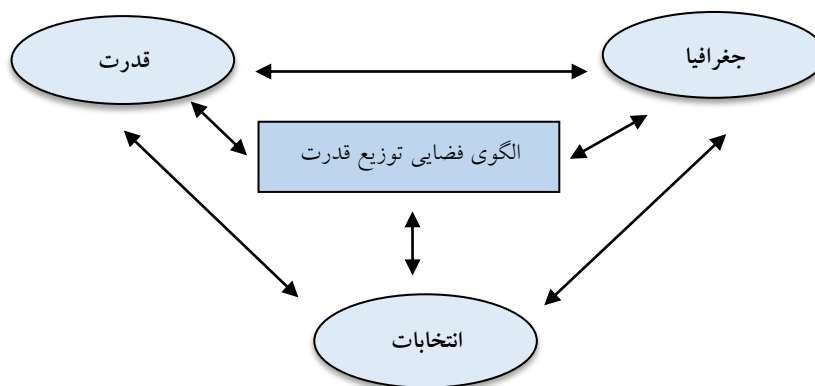 جغرافیا
قدرت
الگوی فضایی توزیع قدرت
انتخابات